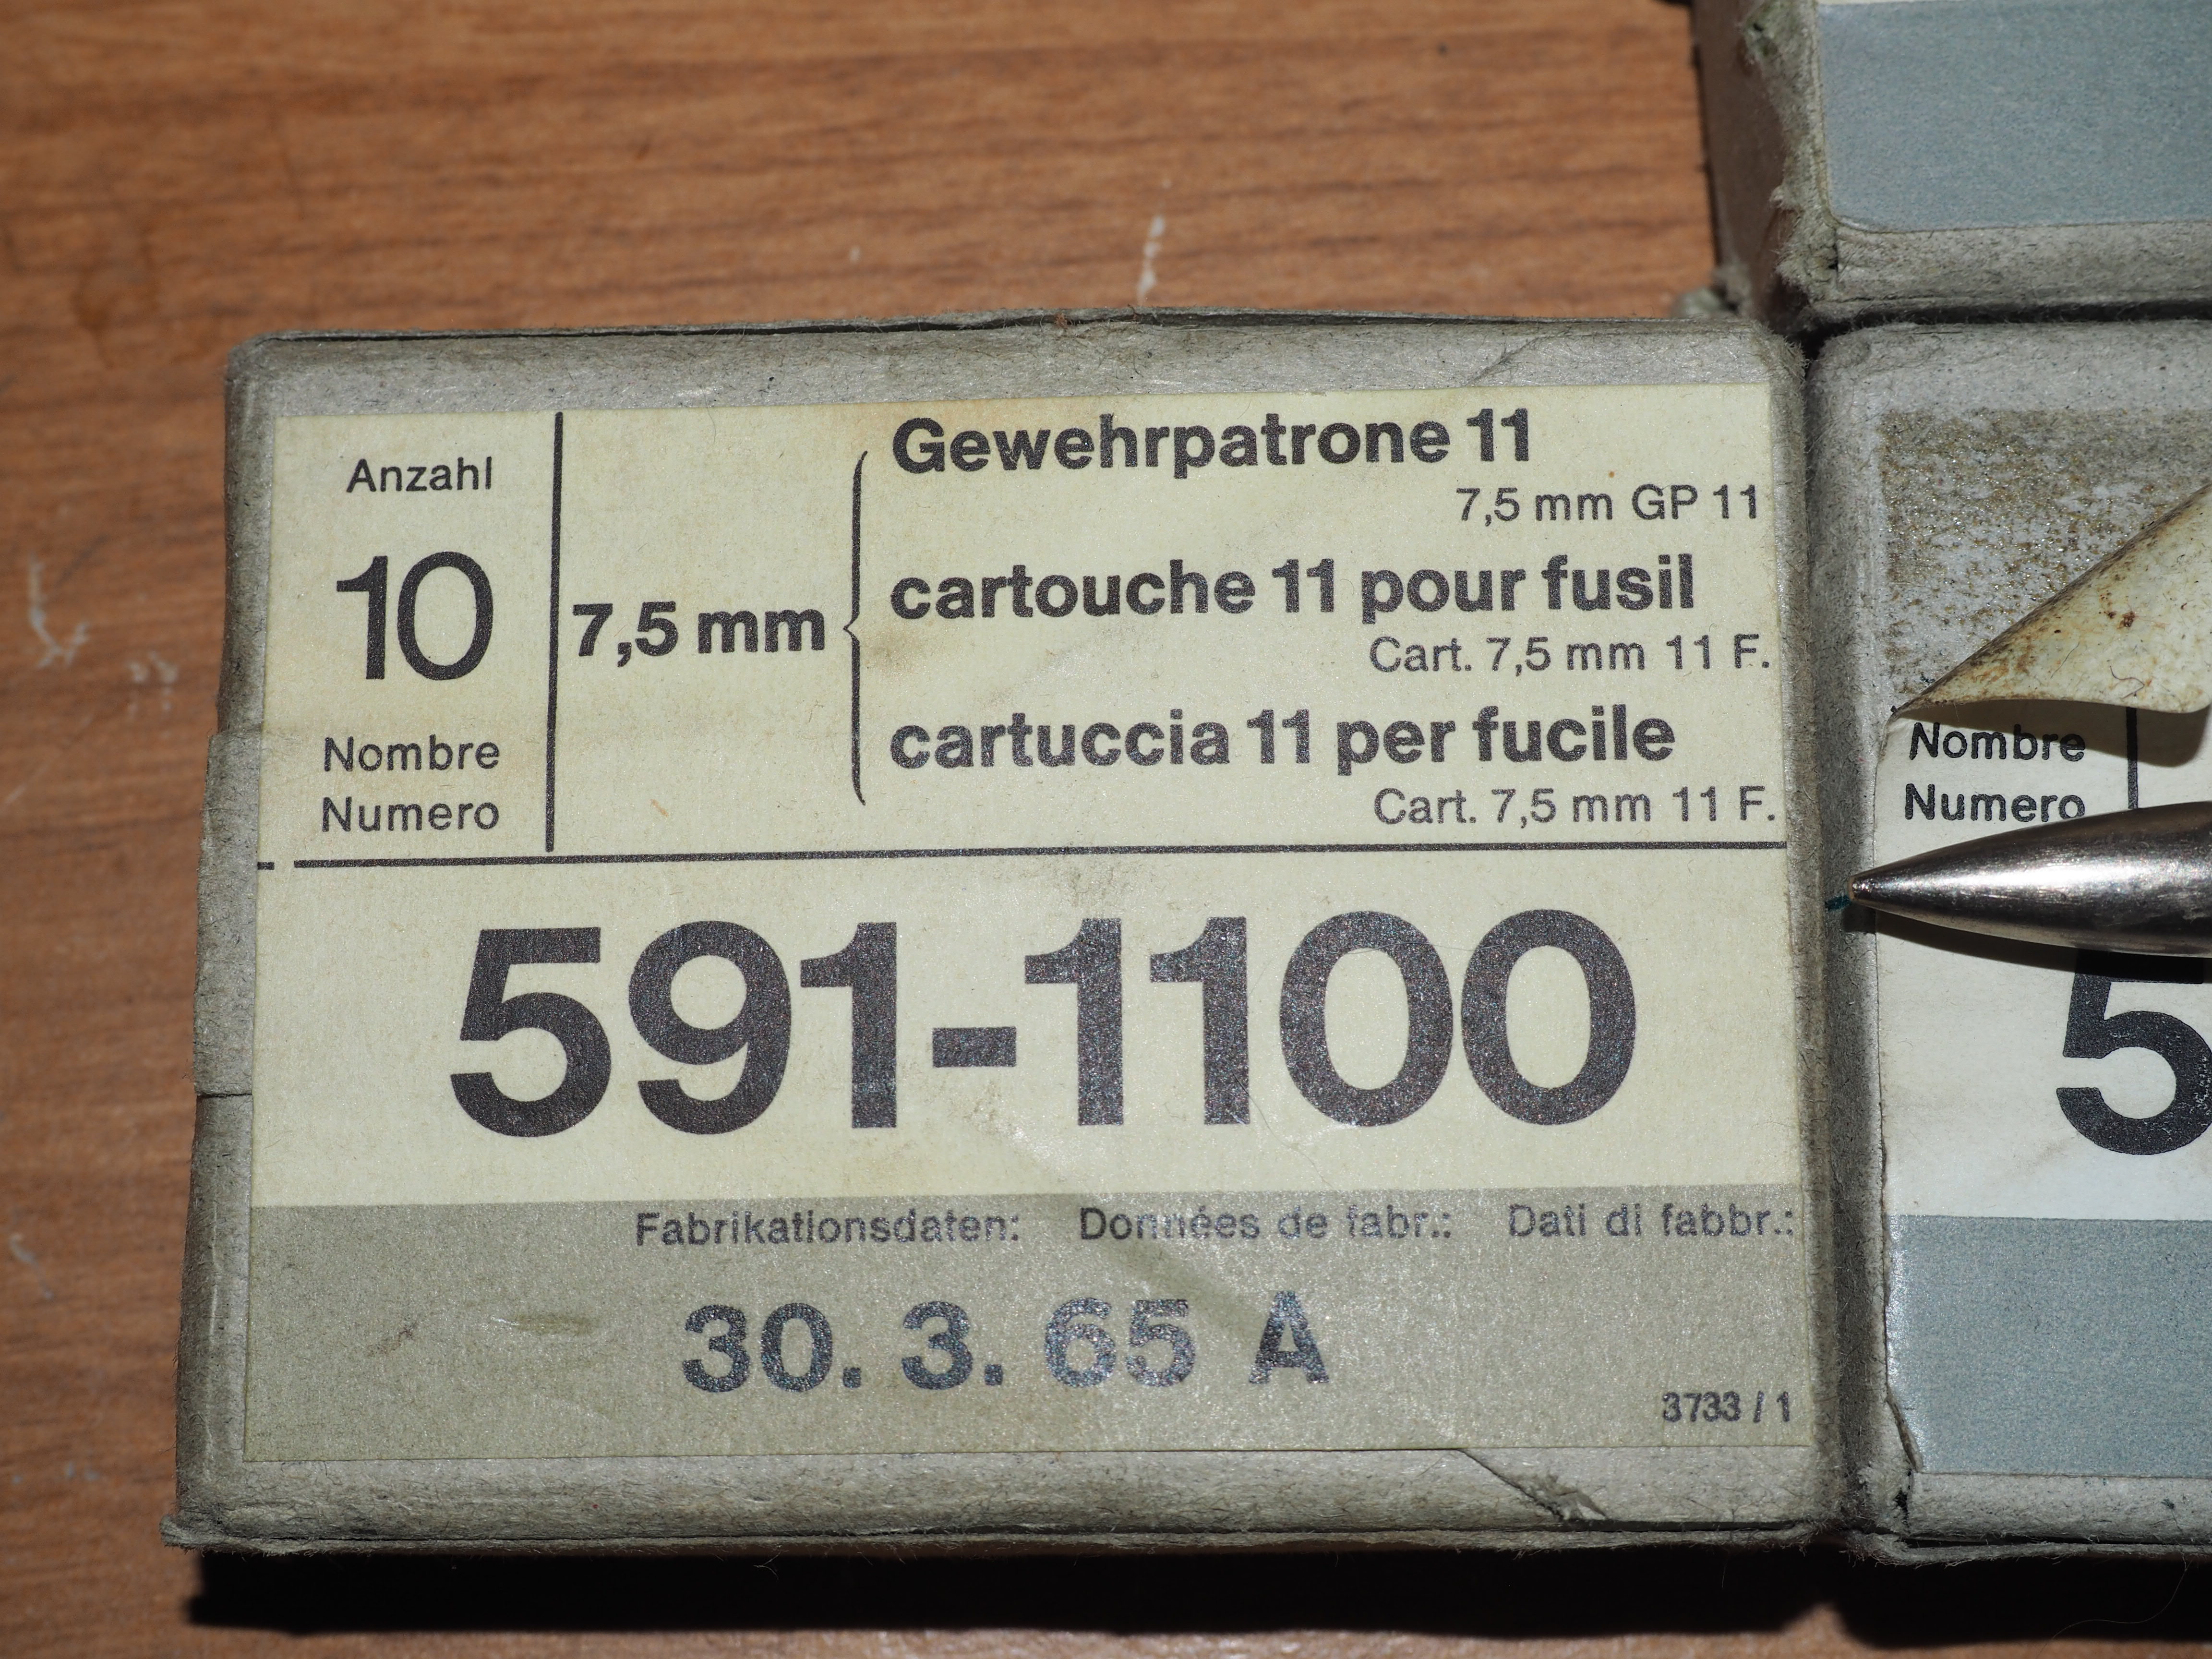 Anzahl
10
Nombre
Numero
7,5 mm
Gewehrpatrone 11
7,5 mm GP 11
cartouche 11 pour fusil
Cart. 7,5 mm 11 F.
cartuccia 11 per fucile
Cart. 7,5 mm 11 F.
591-1100
Fabrikationsdaten: Données de fabr.: Dati di fabbr.:
30. 3. 65 A
3733 / 1
Nombre
Numero
5